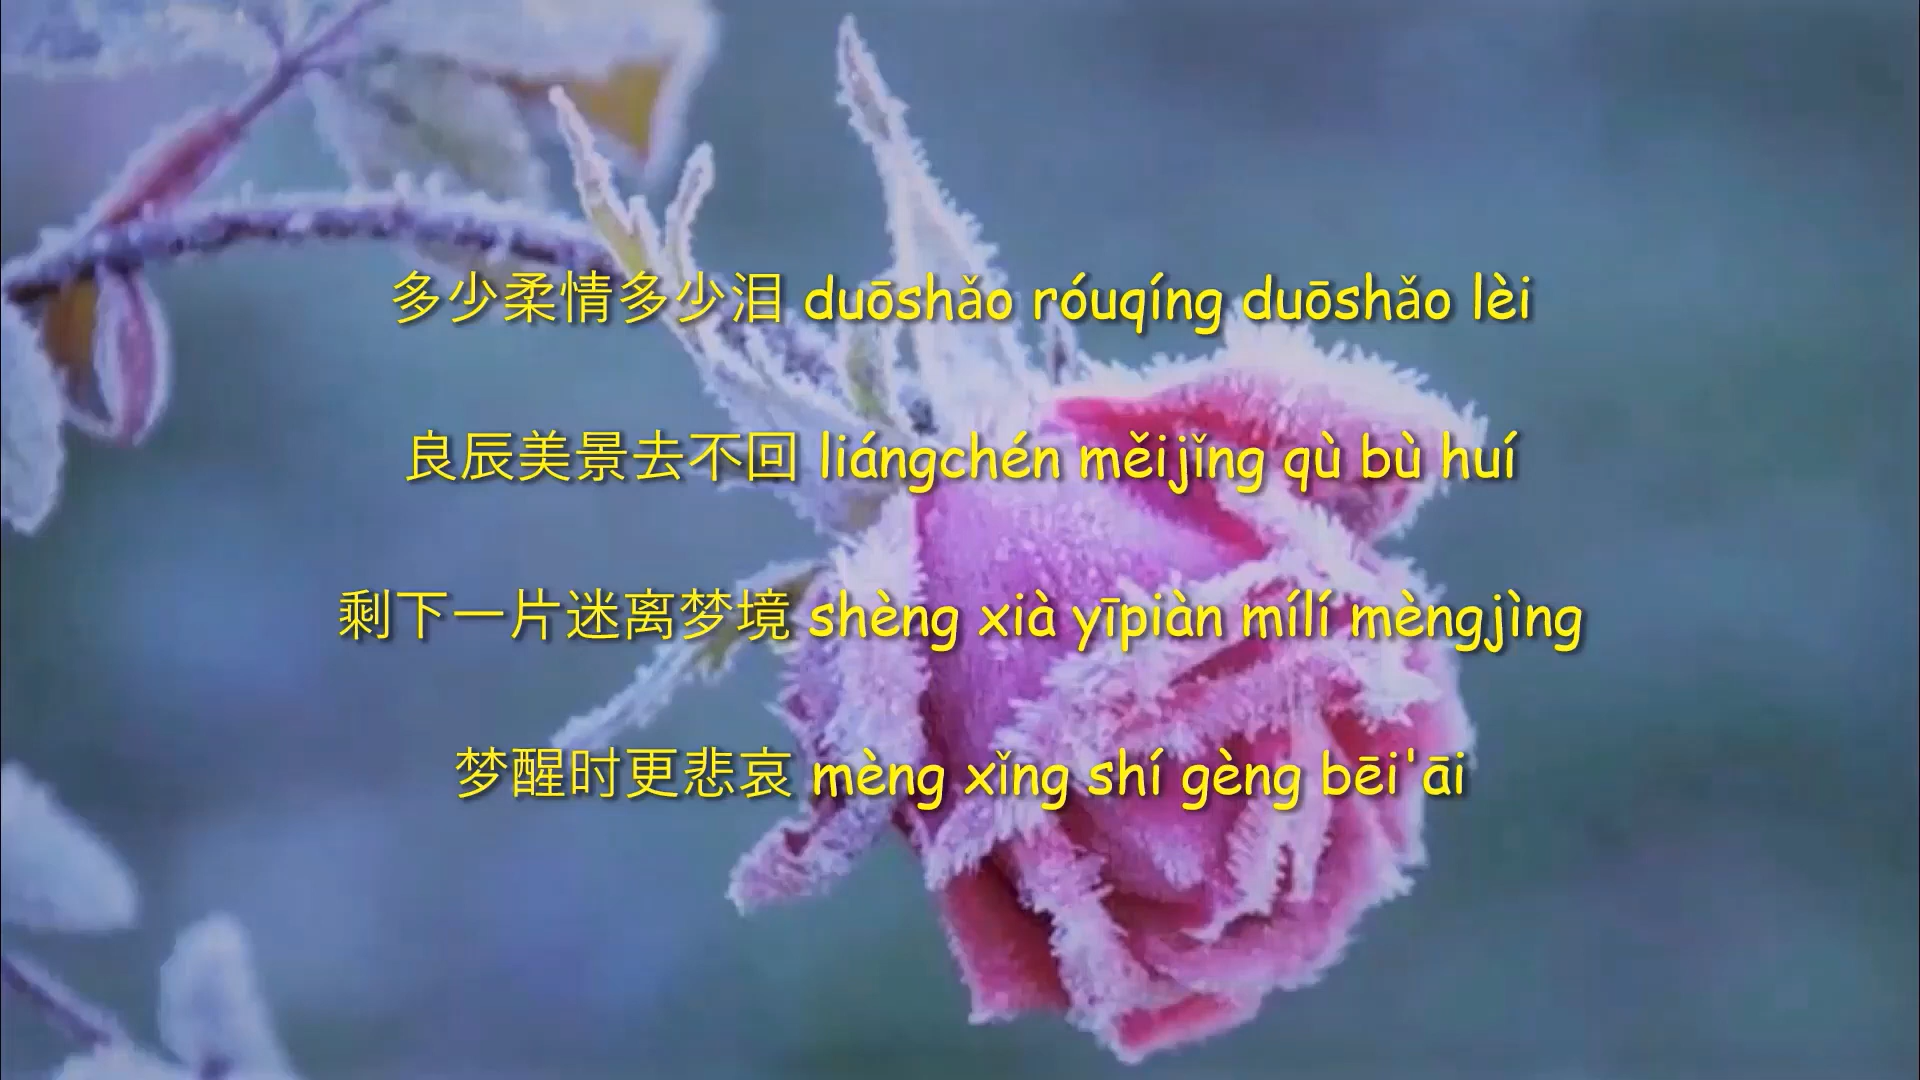 多少柔情多少泪 duōshǎo róuqíng duōshǎo lèi
良辰美景去不回 liángchén měijǐng qù bù huí
剩下一片迷离梦境 shèng xià yīpiàn mílí mèngjìng
梦醒时更悲哀 mèng xǐng shí gèng bēi'āi